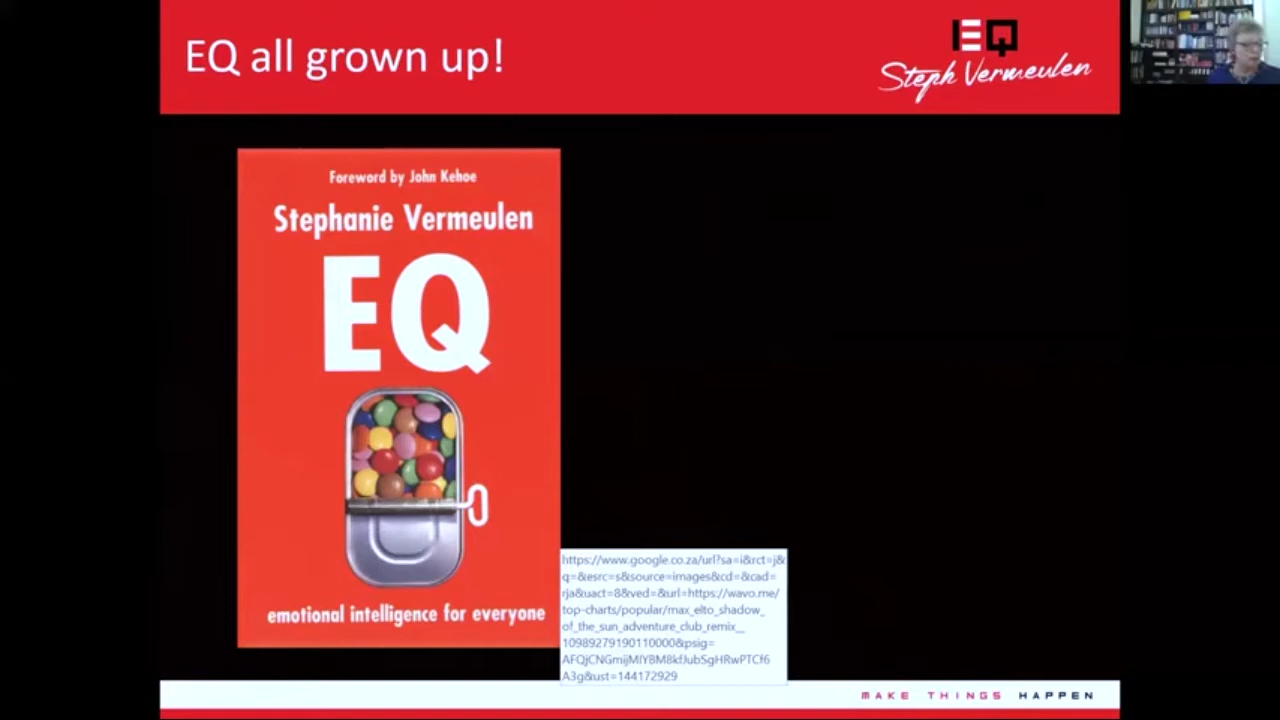 EQ all grown up!
EQ
Steph Vermeulen
Foreword by John Kehoe
Stephanie Vermeulen
EQ
emotional intelligence for everyone
https://www.google.co.za/url?sa=i&rct=j&
q=&esrc=s&source=images&cd=&cad=
rja&uact=8&ved=&url=https://wavo.me/
top-charts/popular/max_elto_shadow_
of_the_sun_adventure_club_remix__
10989279190110000&psig=
A3g&ust=144172929
MAKE THINGS HAPPEN